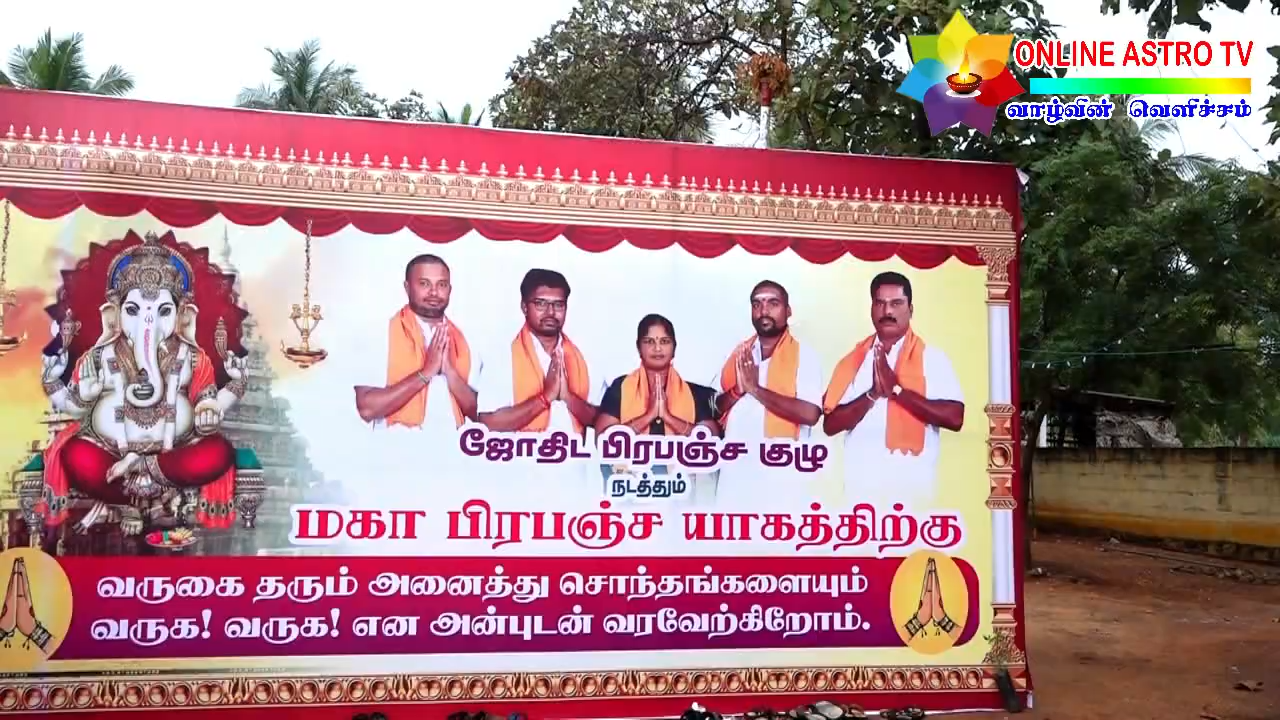 ONLINE ASTRO TV
வாழ்வின் வெளிச்சம்
ஜோதிட பிரபஞ்ச குழு
நடத்தும்
மகா பிரபஞ்ச யாகத்திற்கு
வருகை தரும் அனைத்து சொந்தங்களையும்
வருக! வருக! என அன்புடன் வரவேற்கிறோம்.